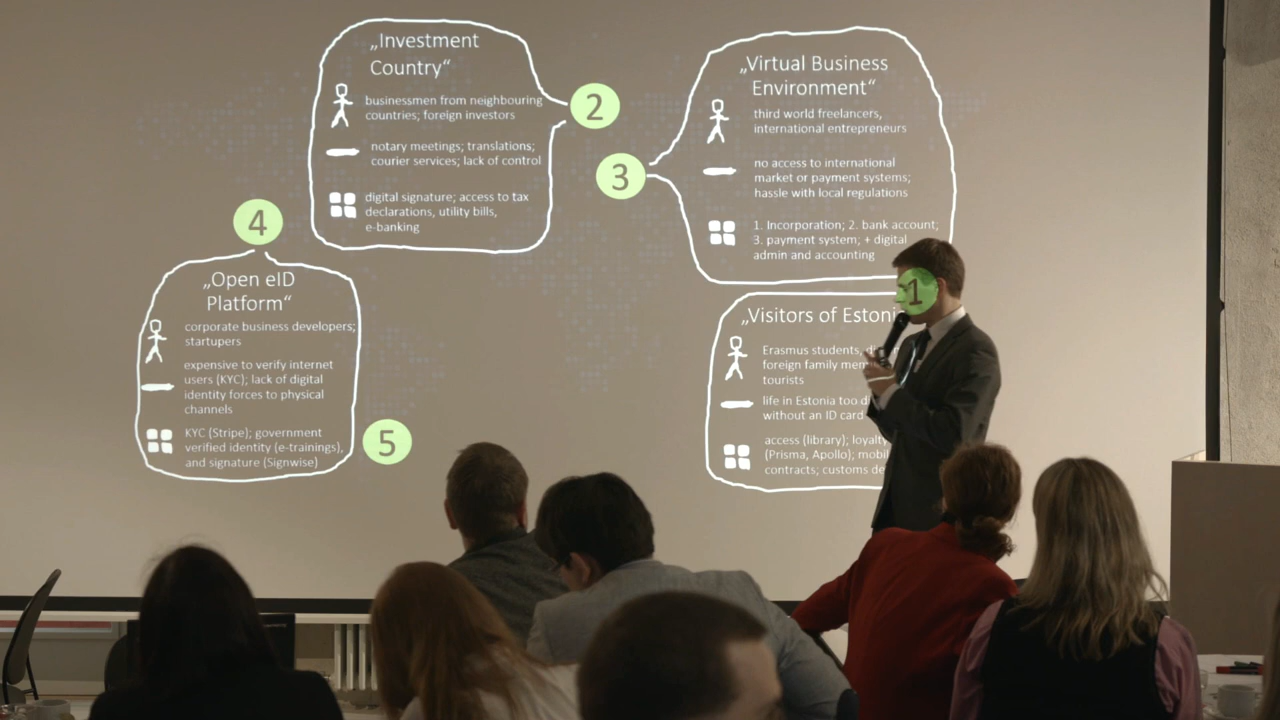 „Investment
Country“
businessmen from neighbouring
countries; foreign investors
notary meetings; translations;
courier services; lack of control
digital signature; access to tax
declarations, utility bills,
e-banking
2
„Virtual Business
Environment“
third world freelancers,
international entrepreneurs
no access to international
market or payment systems;
hassle with local regulations
1. Incorporation; 2. bank account;
3. payment system; + digital
admin and accounting
3
4
„Open eID
Platform“
corporate business developers;
startupers
expensive to verify internet
users (KYC); lack of digital
identity forces to physical
channels
KYC (Stripe); government
verified identity (e-trainings),
and signature (Signwise)
5
1
„Visitors of
Erasmus students,
foreign family
tourists
life in Estonia too
without an ID card
access (library);
(Prisma, Apollo);
contracts; customs